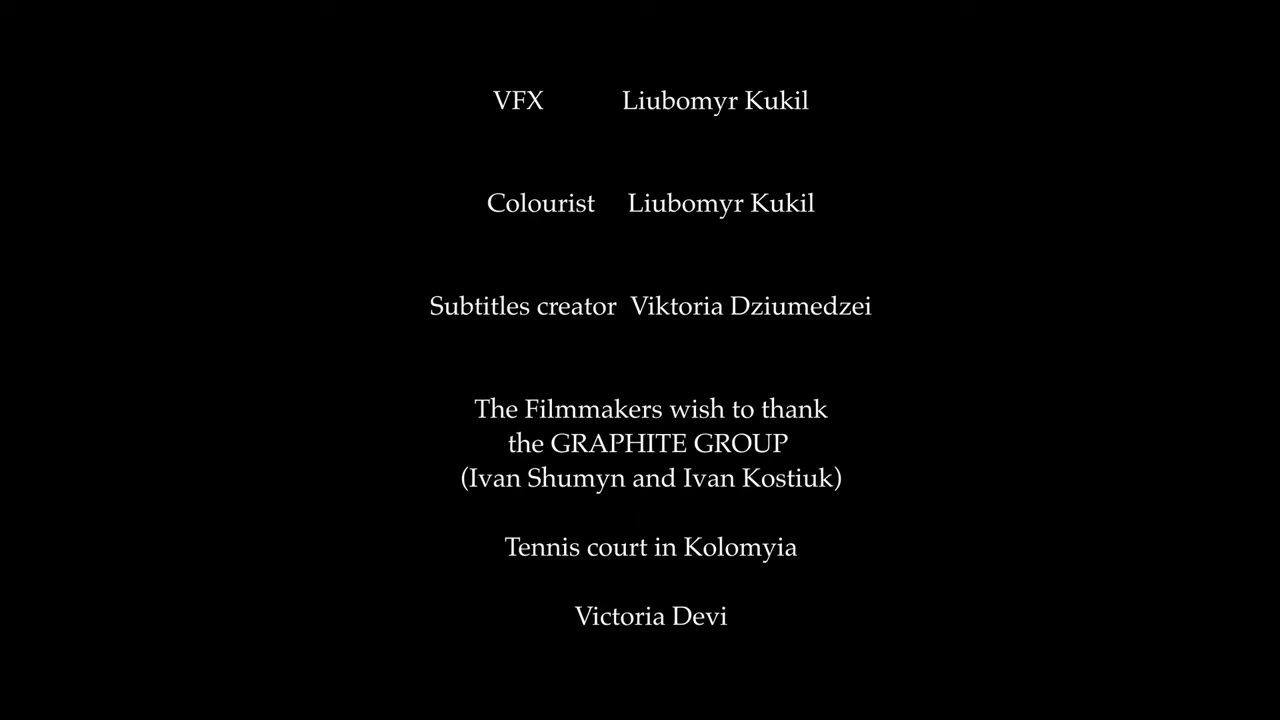 VFX Liubomyr Kukil
Colourist Liubomyr Kukil
Subtitles creator Viktoria Dziumedzei
The Filmmakers wish to thank
the GRAPHITE GROUP
(Ivan Shumyn and Ivan Kostiuk)
Tennis court in Kolomyia
Victoria Devi